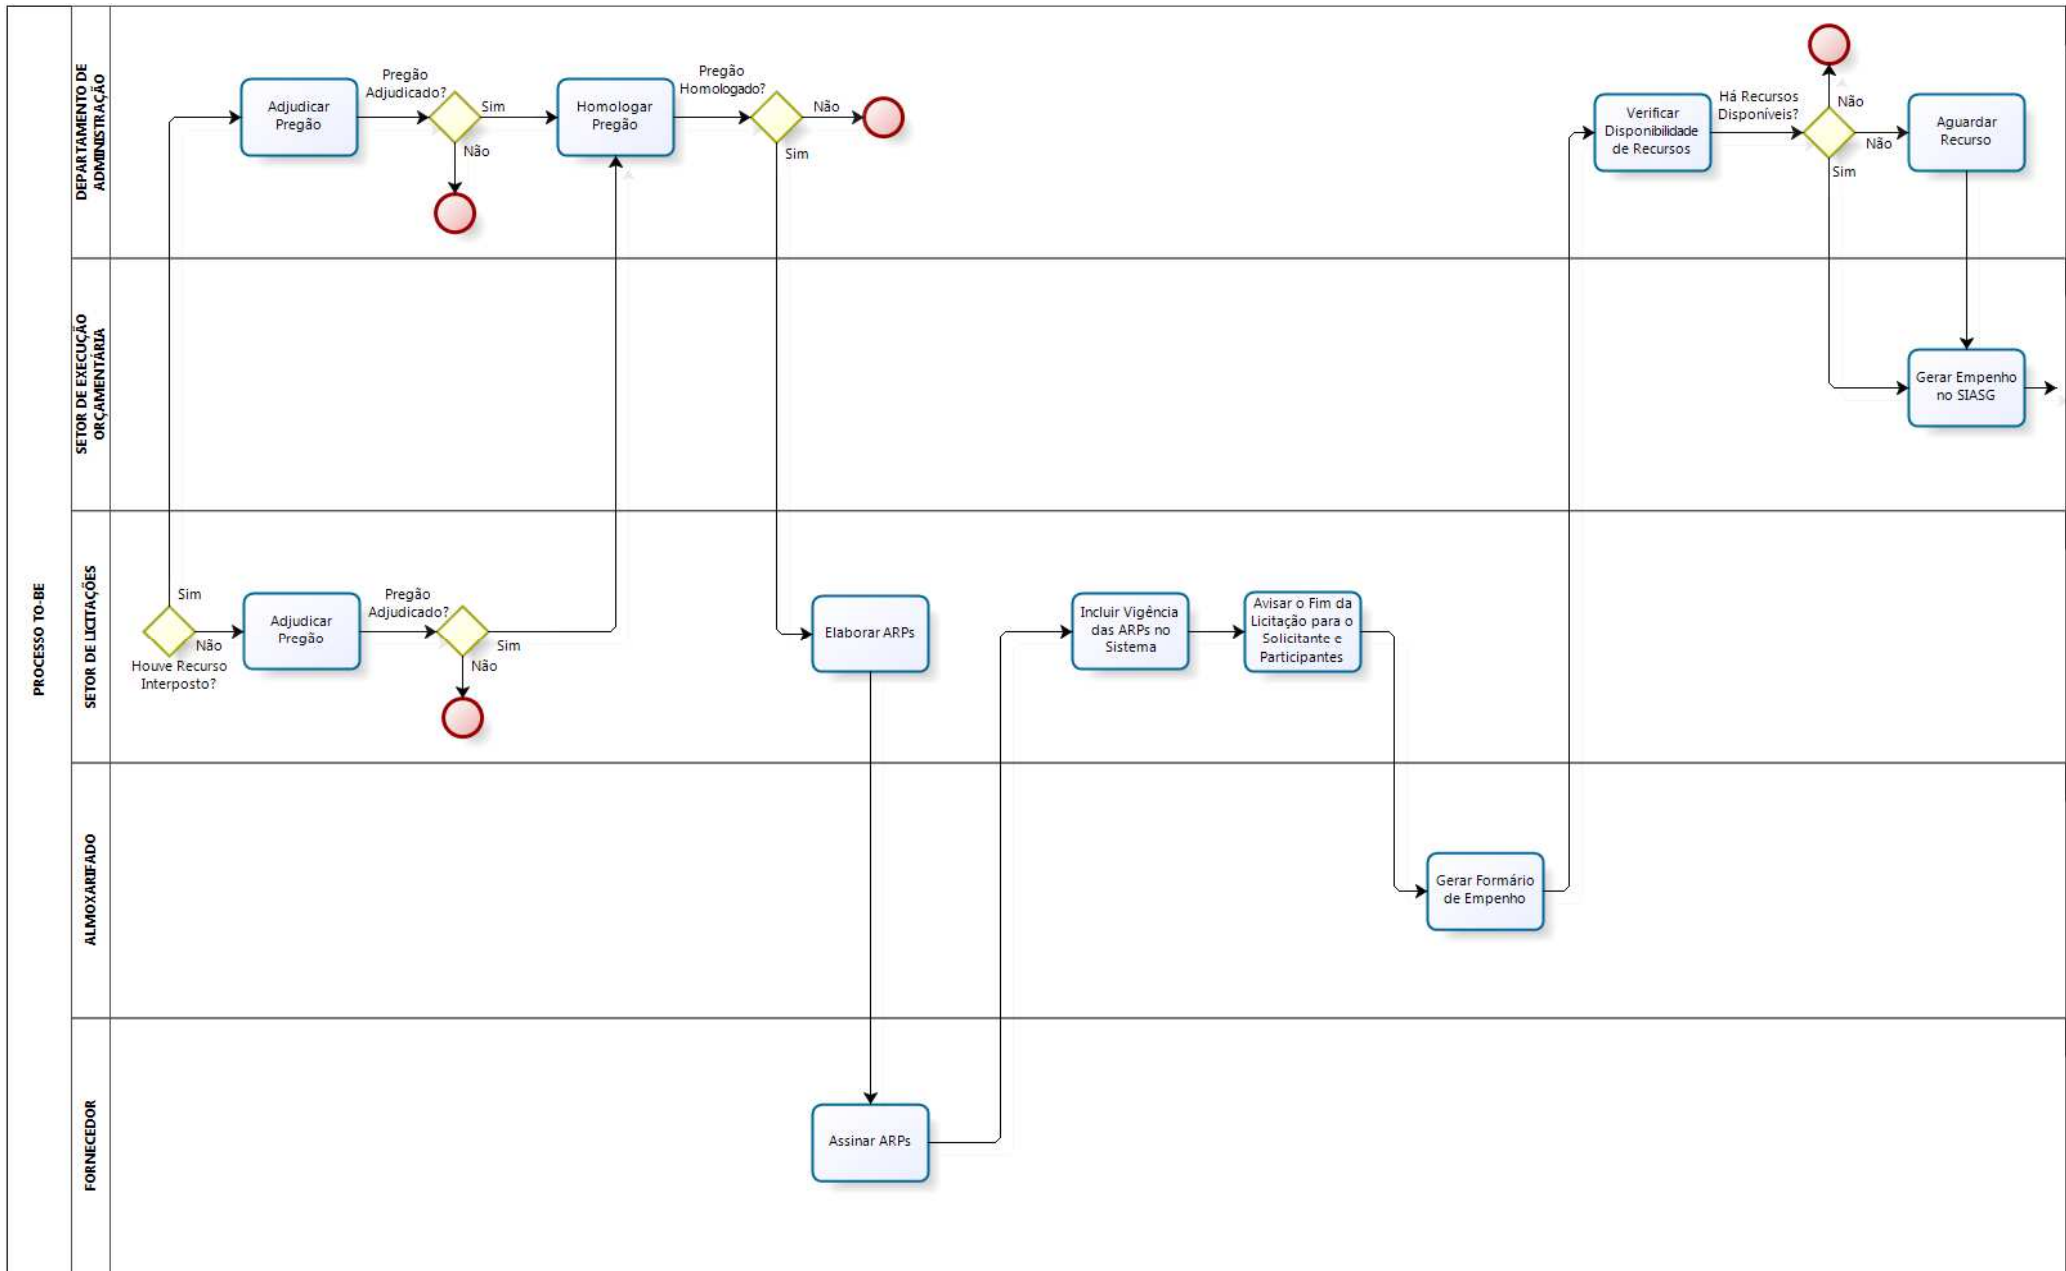 PROCESSO TO-BE
DEPARTAMENTO DE
ADMINISTRAÇÃO
Adjudicar
Pregão
Pregão
Adjudicado?
Sim
Não
Homologar
Pregão
Pregão
Homologado?
Não
Sim
Verificar
Disponibilidade
de Recursos
Há Recursos
Disponíveis?
Não
Não
Sim
Aguardar
Recurso
SETOR DE EXECUÇÃO
ORÇAMENTÁRIA
Gerar Empenho
no SIASG
SETOR DE LICITAÇÕES
Sim
Não
Houve Recurso
Interposto?
Adjudicar
Pregão
Pregão
Adjudicado?
Sim
Não
Elaborar ARPs
Incluir Vigência
das ARPs no
Sistema
Avisar o Fim da
Licitação para o
Solicitante e
Participantes
ALMOXARIFADO
Gerar Formário
de Empenho
FORNECEDOR
Assinar ARPs